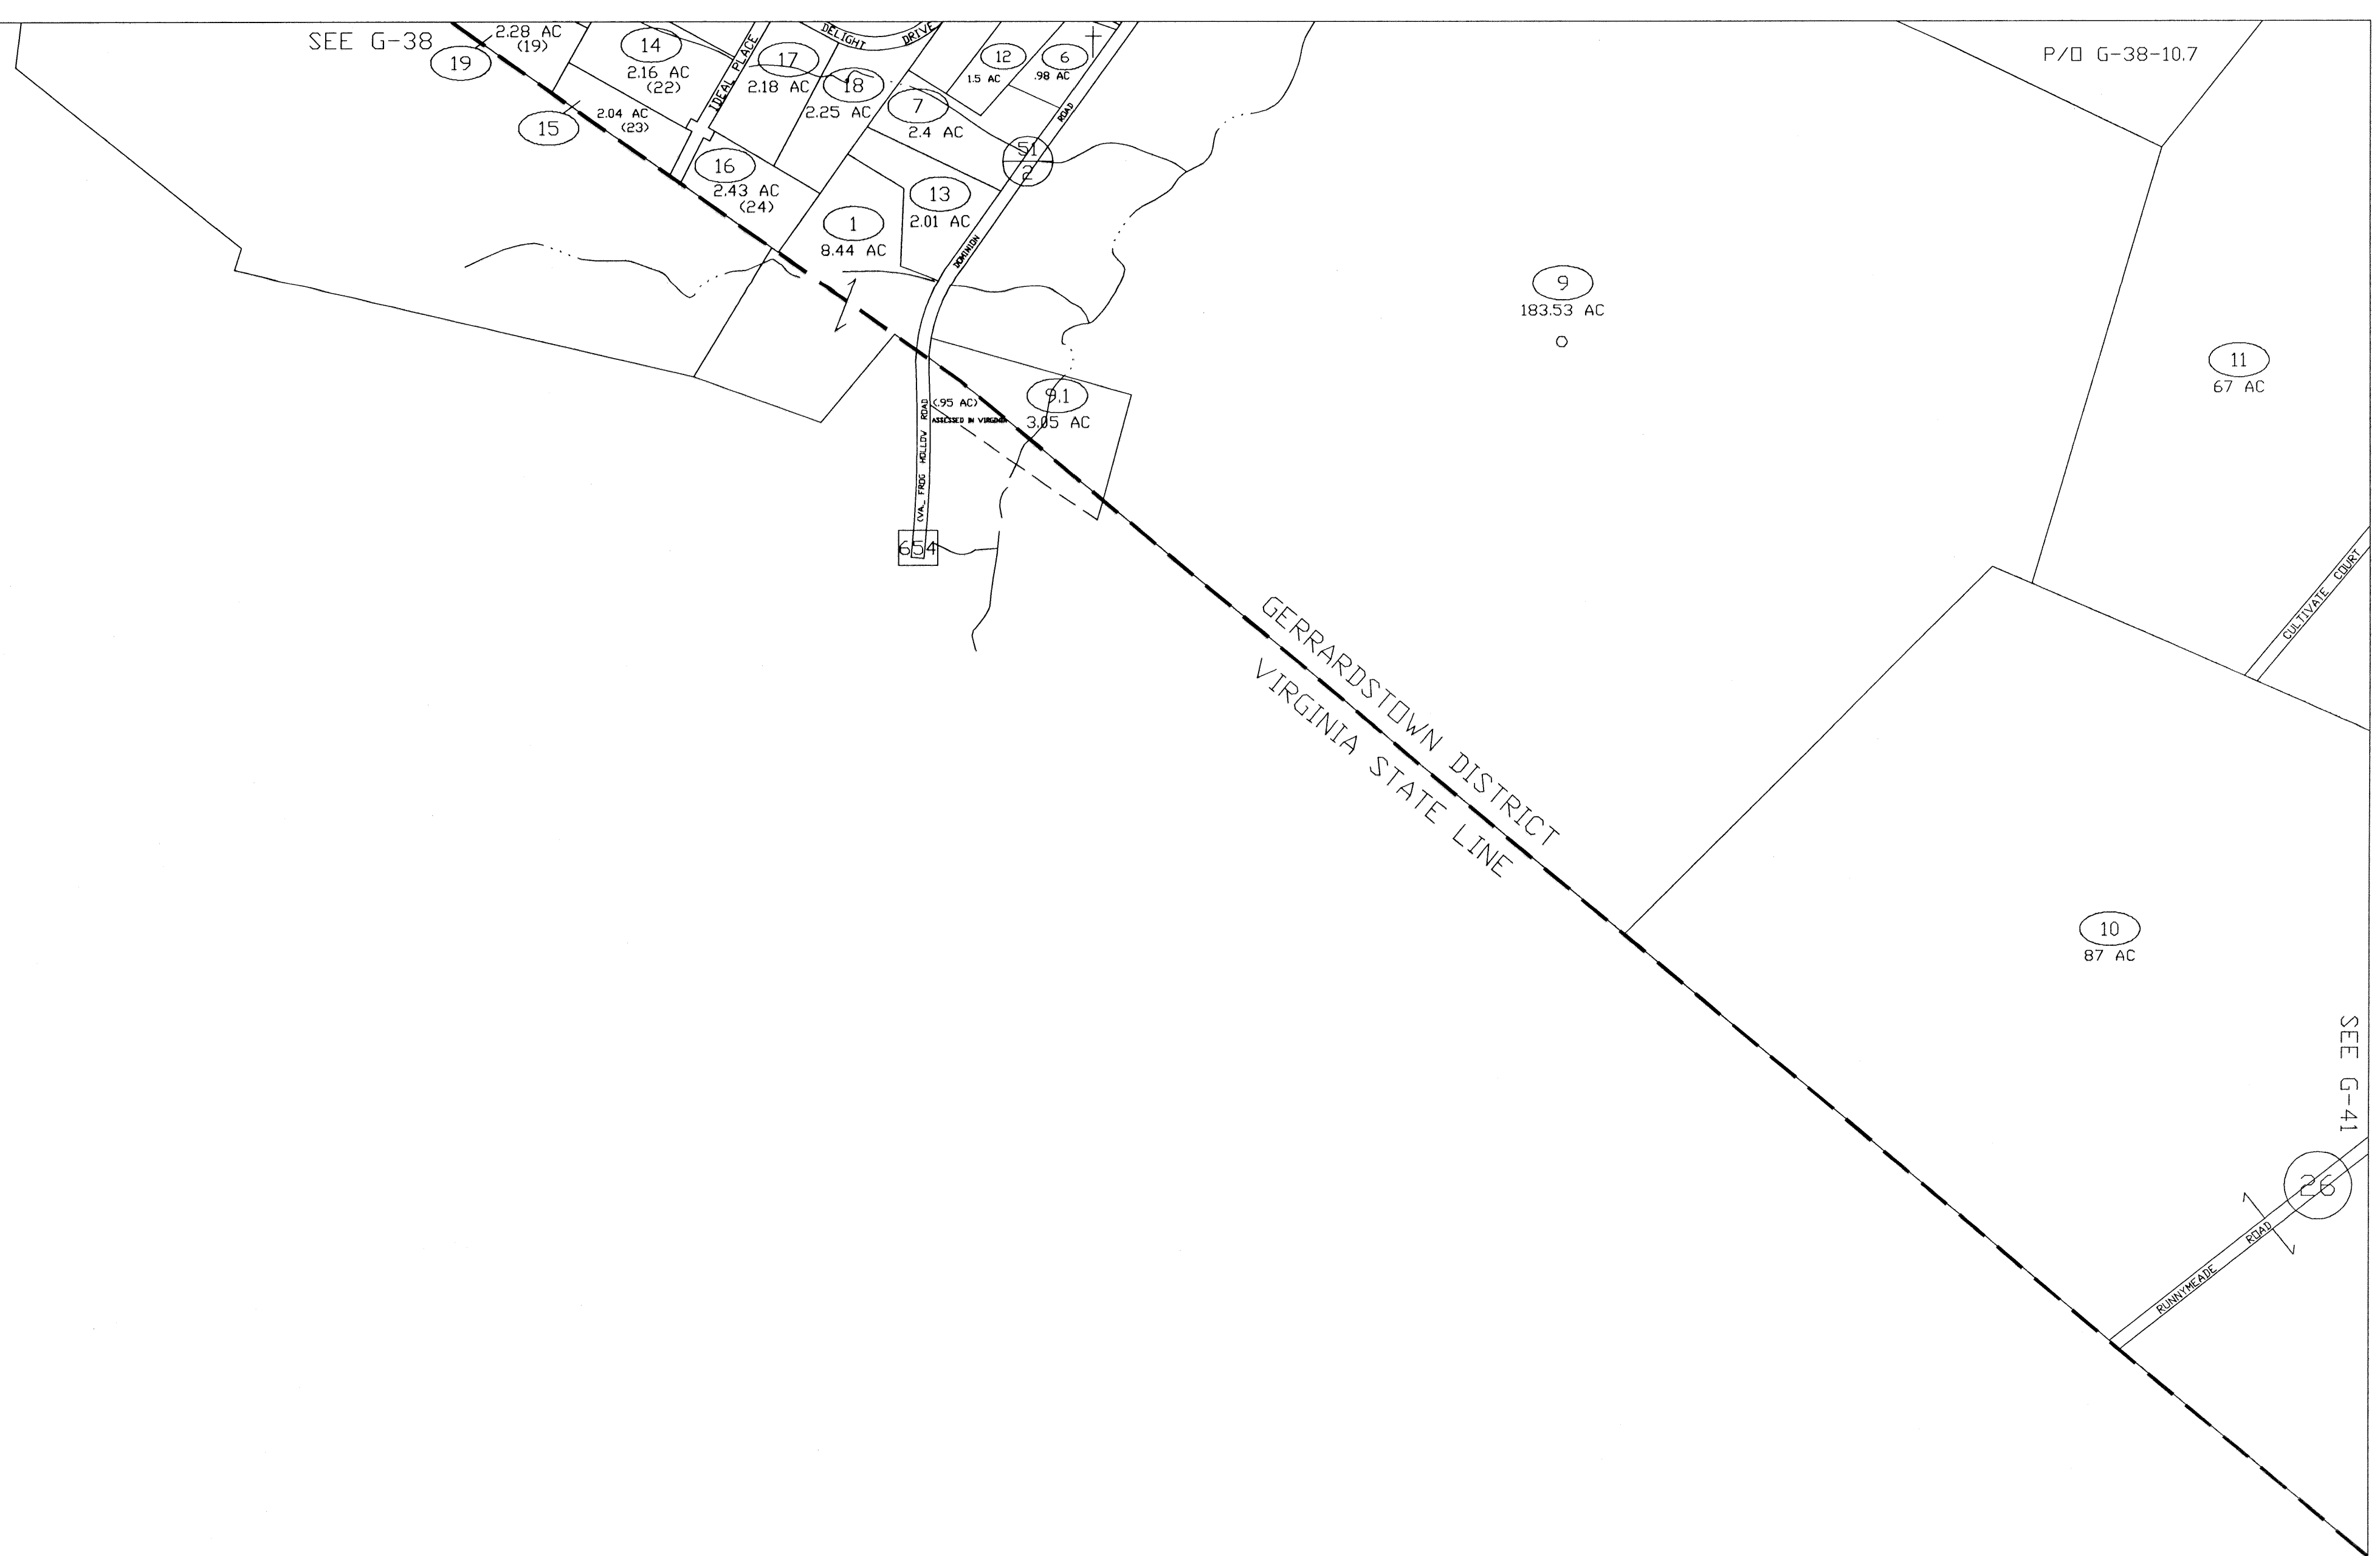 SEE G-38
19
2.28 AC
(19)
14
2.16 AC
(22)
IDEAL PLACE
17
2.18 AC
DELIGHT DRIVE
18
2.25 AC
12
1.5 AC
6
.98 AC
P/O G-38-10.7
15
2.04 AC
(23)
7
2.4 AC
51
2
DOMINION ROAD
16
2.43 AC
(24)
1
8.44 AC
13
2.01 AC
9
183.53 AC
11
67 AC
9.1
3.05 AC
(.95 AC)
ASSESSED IN VIRGINIA
(VA. FROG HOLLOW ROAD
654
CULTIVATE COURT
GERRARDSTOWN DISTRICT
VIRGINIA STATE LINE
10
87 AC
SEE G-41
26
RUNNYMEADE ROAD